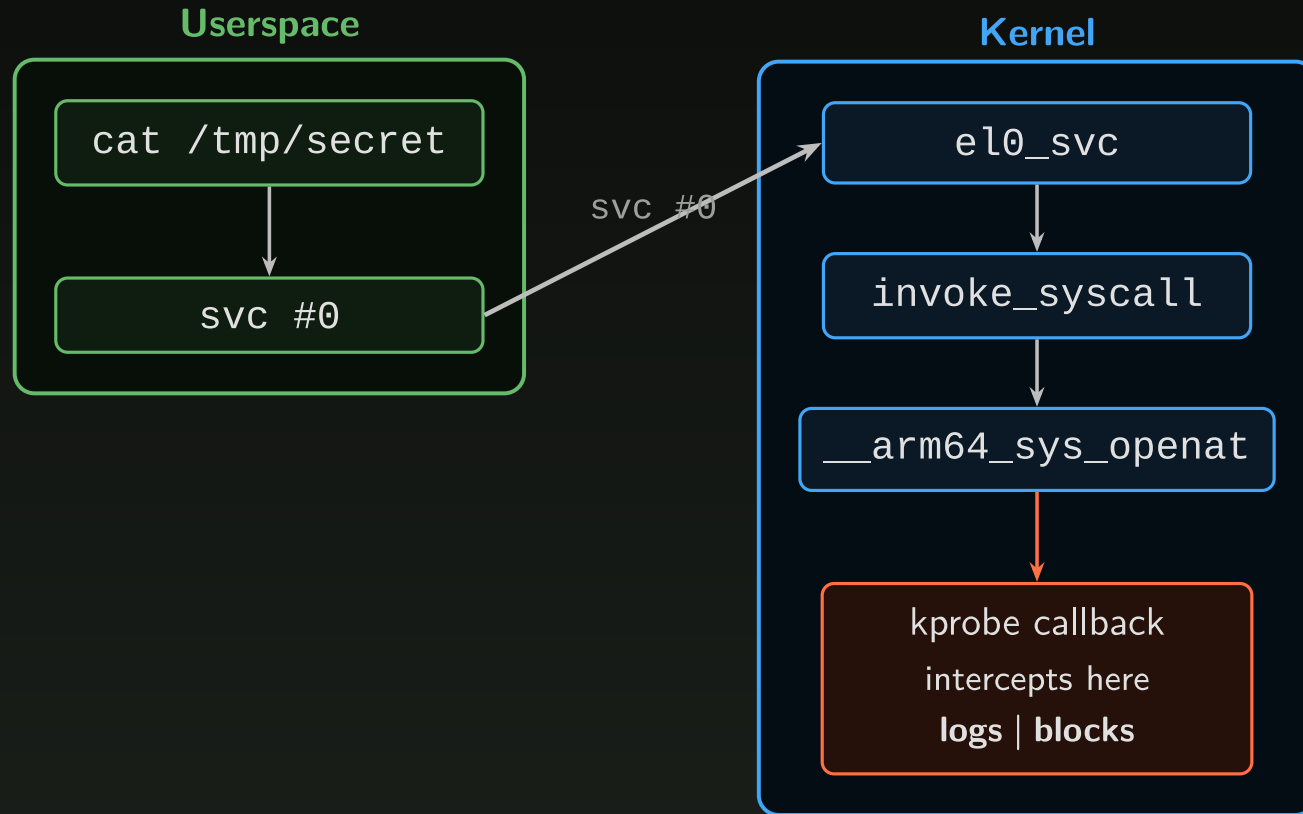 Userspace
cat /tmp/secret
svc #0
svc #0
Kernel
el0_svc
invoke_syscall
__arm64_sys_openat
kprobe callback
intercepts here
logs | blocks